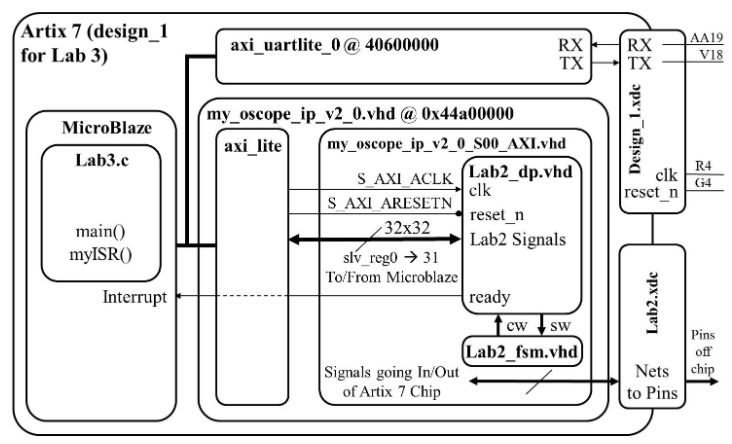 Artix 7 (design_1
for Lab 3)
axi_uartlite_0 @ 40600000
RX
TX
RX
TX
AA19
V18
Design_1.xdc
clk
reset_n
R4
G4
MicroBlaze
Lab3.c
main()
myISR()
Interrupt
my_oscope_ip_v2_0.vhd @ 0x44a00000
axi_lite
my_oscope_ip_v2_0_S00_AXI.vhd
Lab2_dp.vhd
S_AXI_ACLK
clk
S_AXI_ARESETN
reset_n
32x32
Lab2 Signals
slv_reg0 → 31
To/From Microblaze
ready
cw
sw
Lab2_fsm.vhd
Signals going In/Out
of Artix 7 Chip
Lab2.xdc
Nets
to Pins
Pins
off
chip